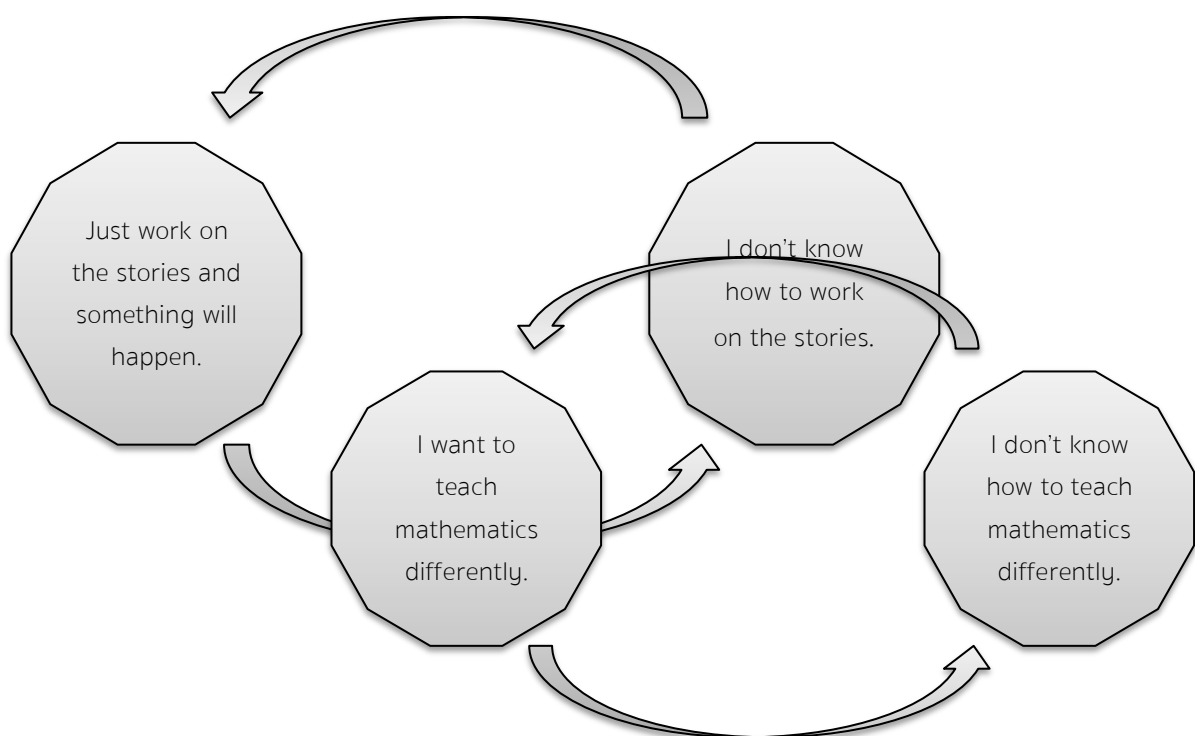 Just work on
the stories and
something will
happen.
I don't know
how to work
on the stories.
I want to
teach
mathematics
differently.
I don't know
how to teach
mathematics
differently.